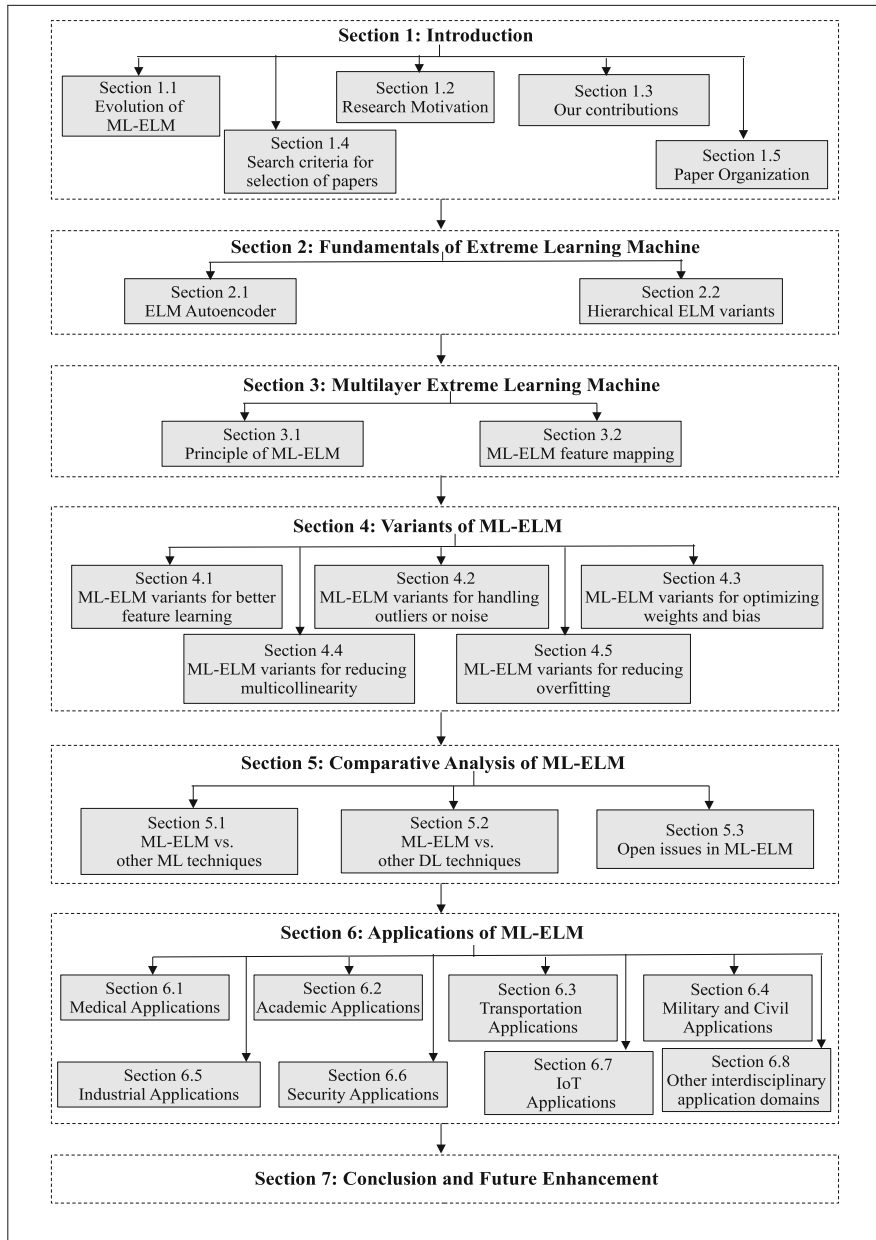 Section 1: Introduction
Section 1.1
Evolution of
ML-ELM
Section 1.2
Research Motivation
Section 1.3
Our contributions
Section 1.4
Search criteria for
selection of papers
Section 1.5
Paper Organization
Section 2: Fundamentals of Extreme Learning Machine
Section 2.1
ELM Autoencoder
Section 2.2
Hierarchical ELM variants
Section 3: Multilayer Extreme Learning Machine
Section 3.1
Principle of ML-ELM
Section 3.2
ML-ELM feature mapping
Section 4: Variants of ML-ELM
Section 4.1
ML-ELM variants for better
feature learning
Section 4.2
ML-ELM variants for handling
outliers or noise
Section 4.3
ML-ELM variants for optimizing
weights and bias
Section 4.4
ML-ELM variants for reducing
multicollinearity
Section 4.5
ML-ELM variants for reducing
overfitting
Section 5: Comparative Analysis of ML-ELM
Section 5.1
ML-ELM vs.
other ML techniques
Section 5.2
ML-ELM vs.
other DL techniques
Section 5.3
Open issues in ML-ELM
Section 6: Applications of ML-ELM
Section 6.1
Medical Applications
Section 6.2
Academic Applications
Section 6.3
Transportation
Applications
Section 6.4
Military and Civil
Applications
Section 6.5
Industrial Applications
Section 6.6
Security Applications
Section 6.7
IoT
Applications
Section 6.8
Other interdisciplinary
application domains
Section 7: Conclusion and Future Enhancement